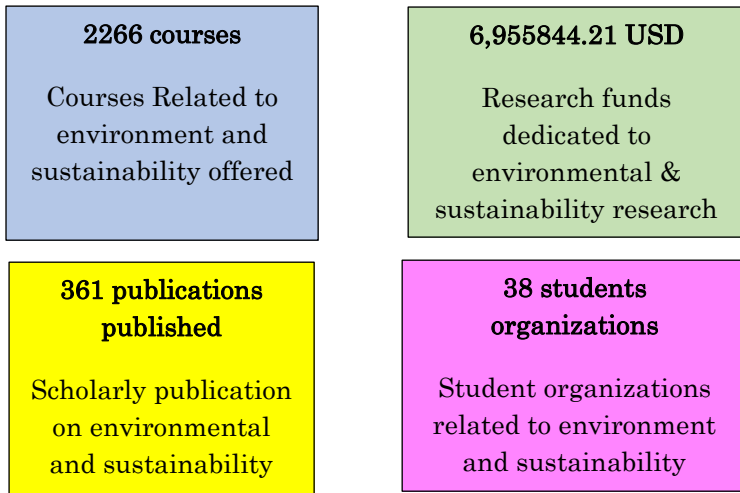 2266 courses
Courses Related to
environment and
sustainability offered
6,955844.21 USD
Research funds
dedicated to
environmental &
sustainability research
361 publications
published
Scholarly publication
on environmental
and sustainability
38 students
organizations
Student organizations
related to environment
and sustainability